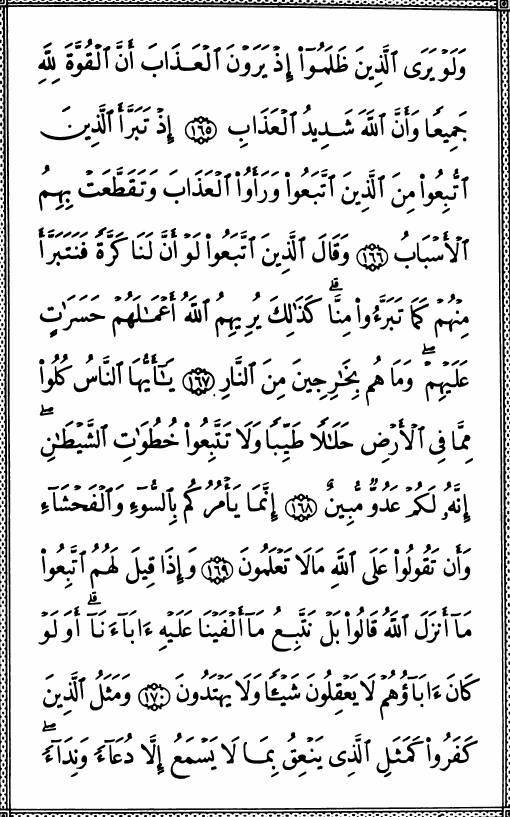 وَلَوْ يَرَى ٱلَّذِينَ ظَلَمُوٓا۟ إِذْ يَرَوْنَ ٱلْعَذَابَ أَنَّ ٱلْقُوَّةَ لِلَّهِ
جَمِيعًا وَأَنَّ ٱللَّهَ شَدِيدُ ٱلْعَذَابِ ١٦٥ إِذْ تَبَرَّأَ ٱلَّذِينَ
ٱتُّبِعُوا۟ مِنَ ٱلَّذِينَ ٱتَّبَعُوا۟ وَرَأَوُا۟ ٱلْعَذَابَ وَتَقَطَّعَتْ بِهِمُ
ٱلْأَسْبَابُ ١٦٦ وَقَالَ ٱلَّذِينَ ٱتَّبَعُوا۟ لَوْ أَنَّ لَنَا كَرَّةً فَنَتَبَرَّأَ
مِنْهُمْ كَمَا تَبَرَّءُوا۟ مِنَّا ۗ كَذَٰلِكَ يُرِيهِمُ ٱللَّهُ أَعْمَـٰلَهُمْ حَسَرَٰتٍ
عَلَيْهِمْ ۖ وَمَا هُم بِخَـٰرِجِينَ مِنَ ٱلنَّارِ ١٦٧ يَـٰٓأَيُّهَا ٱلنَّاسُ كُلُوا۟
مِمَّا فِى ٱلْأَرْضِ حَلَـٰلًا طَيِّبًا وَلَا تَتَّبِعُوا۟ خُطُوَٰتِ ٱلشَّيْطَـٰنِ ۚ
إِنَّهُۥ لَكُمْ عَدُوٌّ مُّبِينٌ ١٦٨ إِنَّمَا يَأْمُرُكُم بِٱلسُّوٓءِ وَٱلْفَحْشَآءِ
وَأَن تَقُولُوا۟ عَلَى ٱللَّهِ مَا لَا تَعْلَمُونَ ١٦٩ وَإِذَا قِيلَ لَهُمُ ٱتَّبِعُوا۟
مَآ أَنزَلَ ٱللَّهُ قَالُوا۟ بَلْ نَتَّبِعُ مَآ أَلْفَيْنَا عَلَيْهِ ءَابَآءَنَآ ۗ أَوَلَوْ
كَانَ ءَابَآؤُهُمْ لَا يَعْقِلُونَ شَيْـًٔا وَلَا يَهْتَدُونَ ١٧٠ وَمَثَلُ ٱلَّذِينَ
كَفَرُوا۟ كَمَثَلِ ٱلَّذِى يَنْعِقُ بِمَا لَا يَسْمَعُ إِلَّا دُعَآءً وَنِدَآءً ۚ